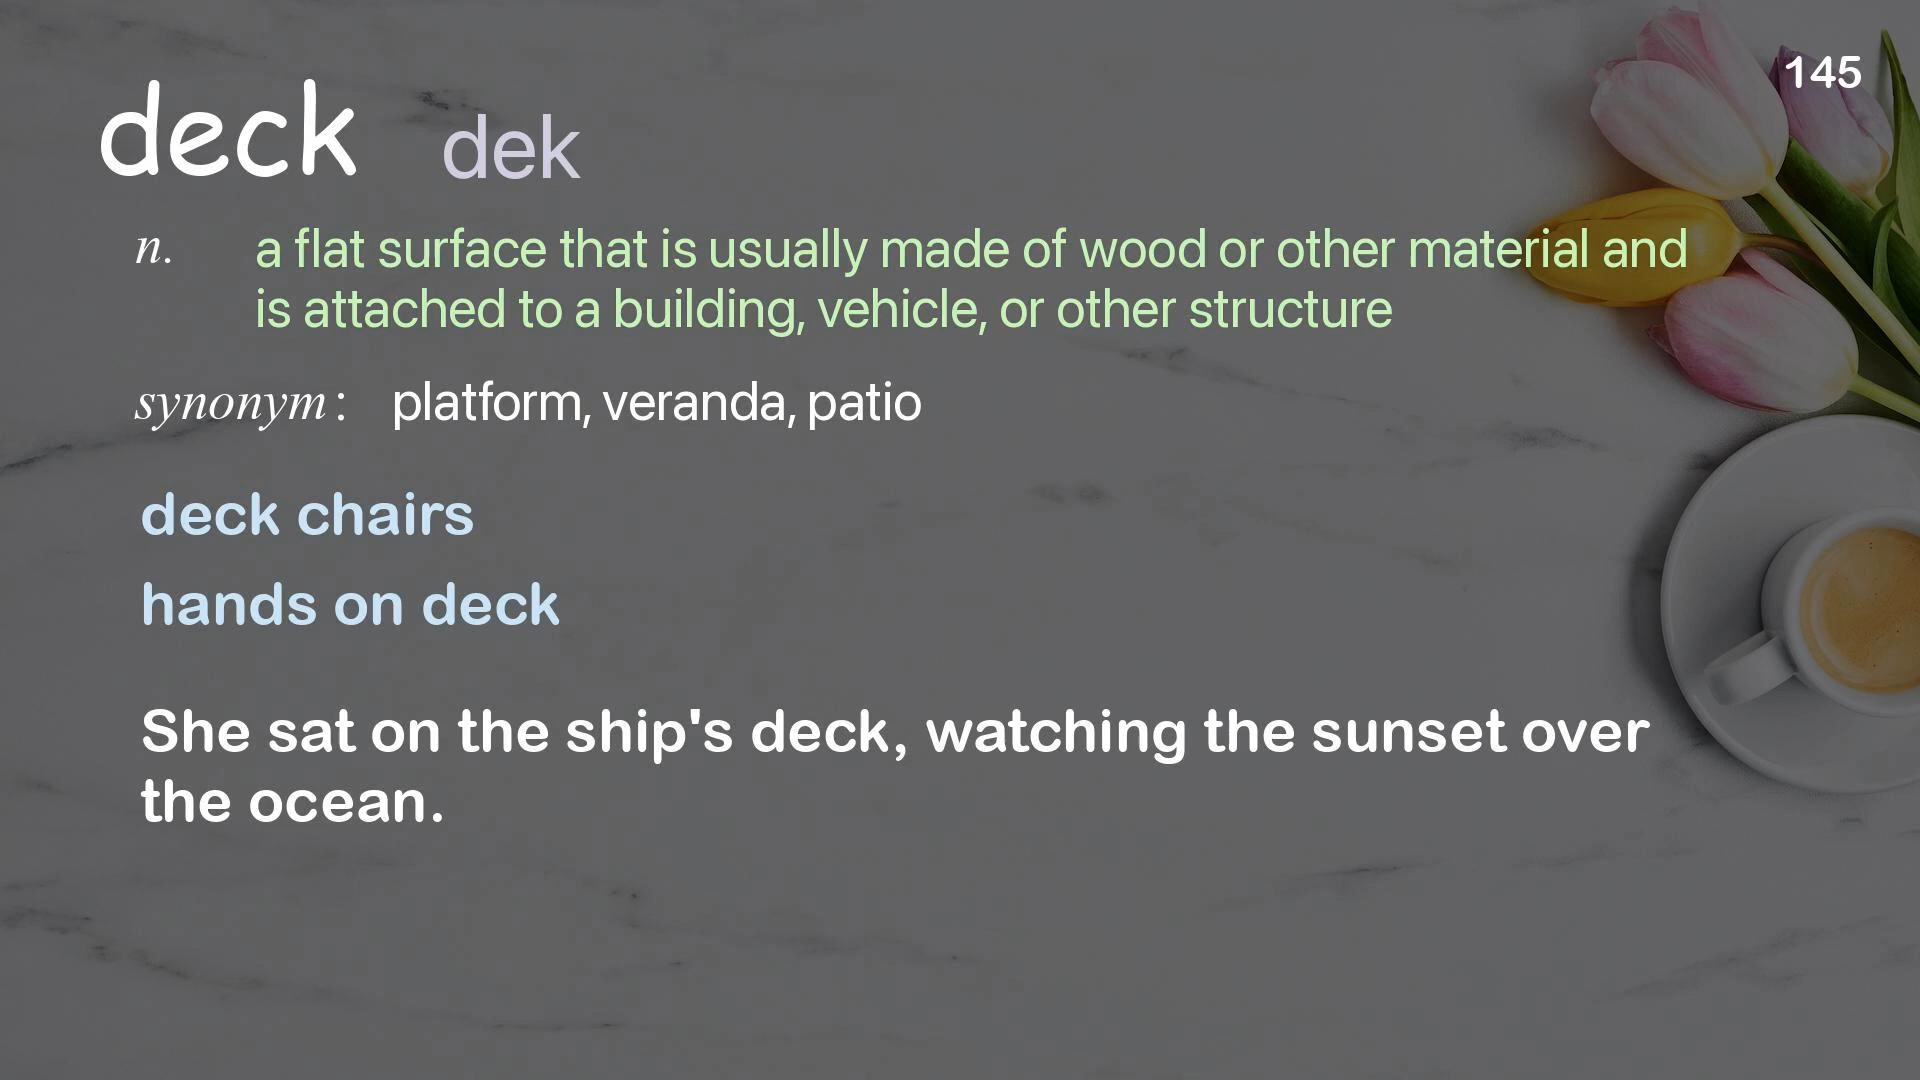 145
deck dek
n. a flat surface that is usually made of wood or other material and
is attached to a building, vehicle, or other structure
synonym: platform, veranda, patio
deck chairs
hands on deck
She sat on the ship's deck, watching the sunset over
the ocean.